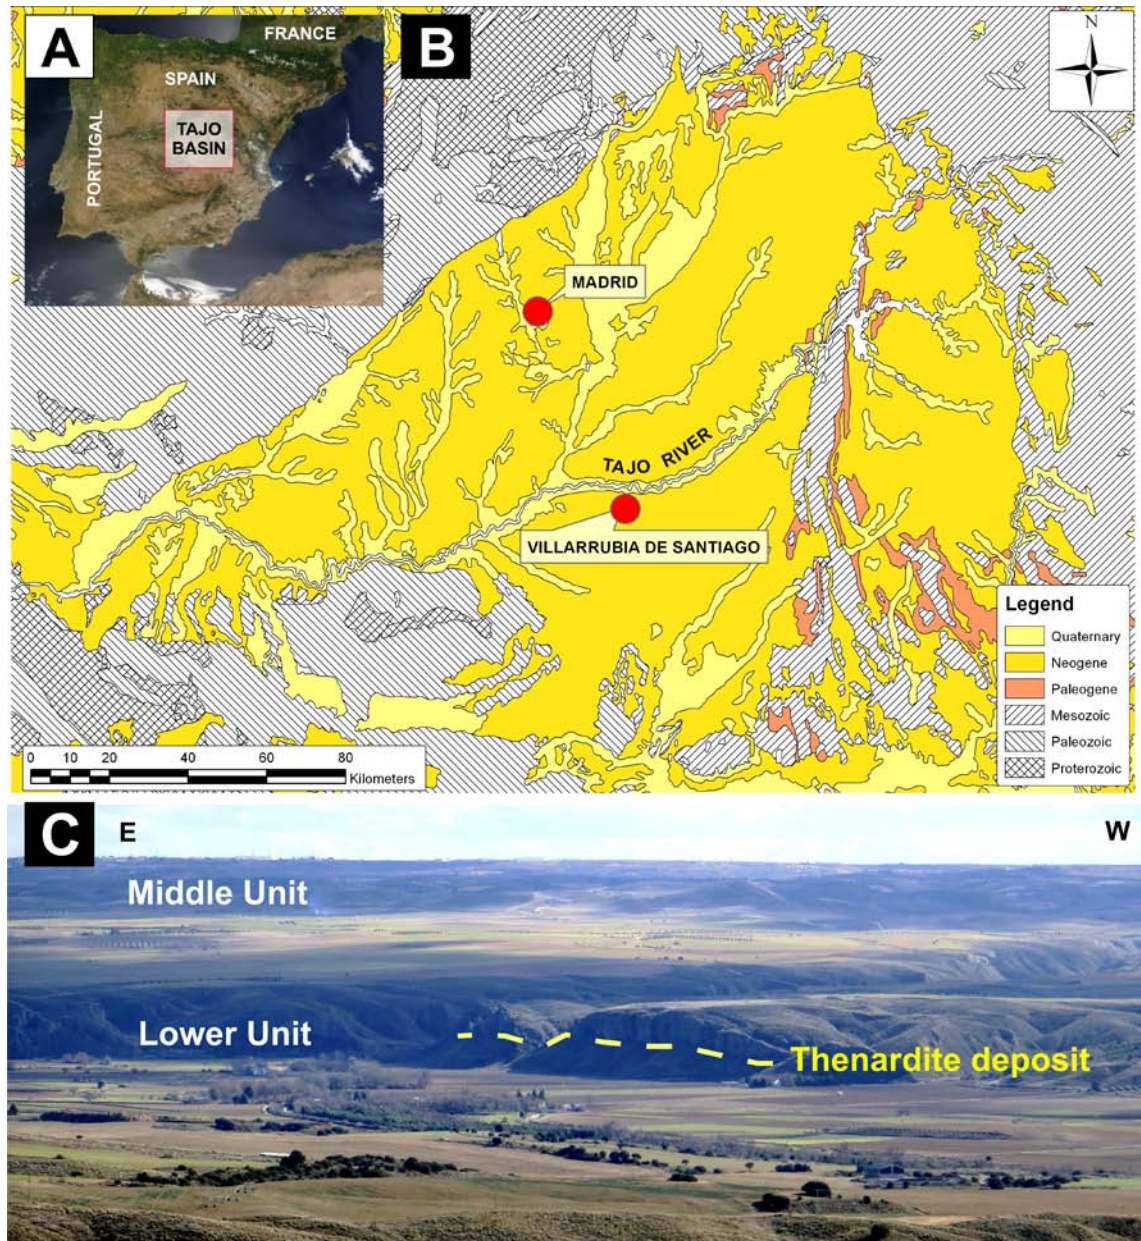 A
FRANCE
SPAIN
PORTUGAL
TAJO
BASIN
B
N
MADRID
TAJO RIVER
VILLARRUBIA DE SANTIAGO
Legend
Quaternary
Neogene
Paleogene
Mesozoic
Paleozoic
Proterozoic
0 10 20 40 60 80
Kilometers
C
E
W
Middle Unit
Lower Unit
Thenardite deposit